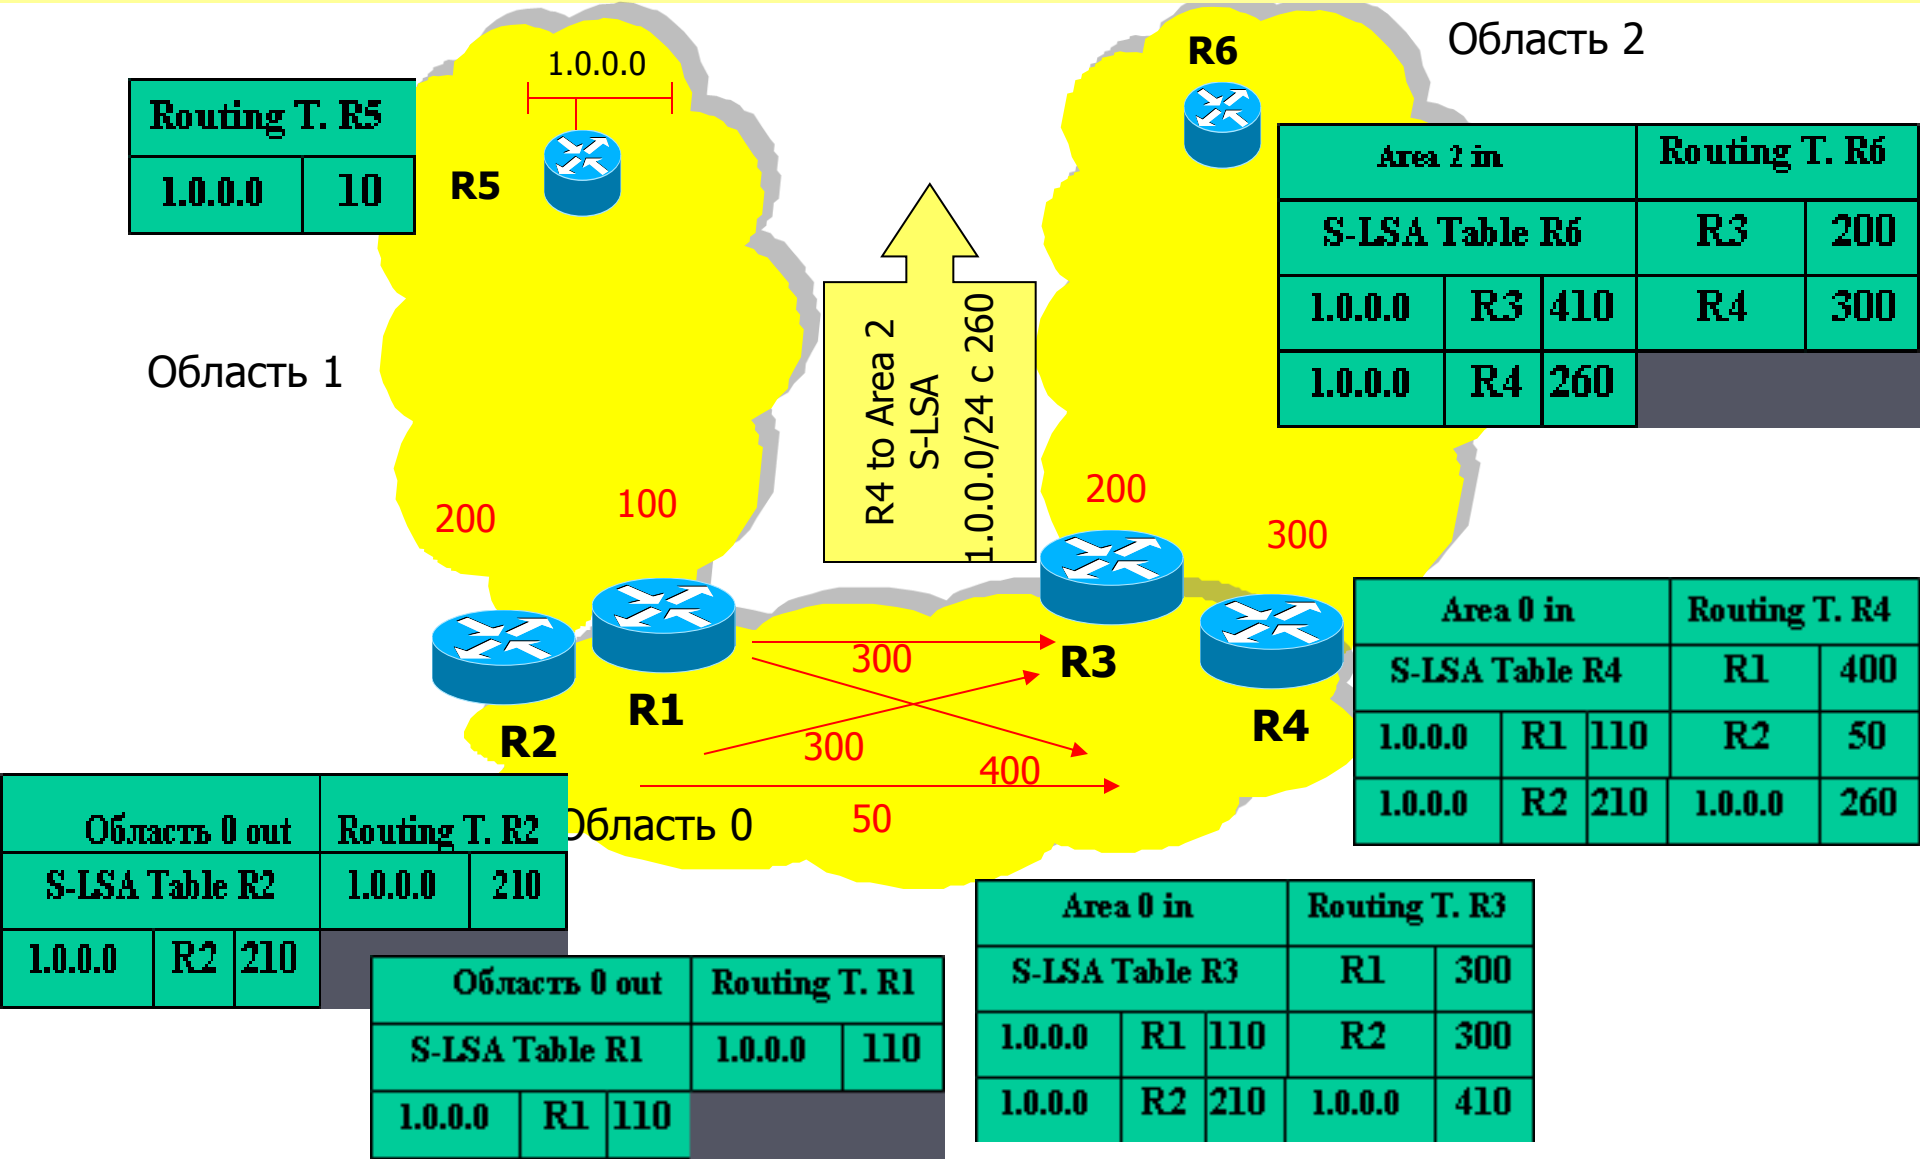 Область 2
R6
1.0.0.0
Routing T. R5
1.0.0.0 10
R5
Area 2 in Routing T. R6
S-LSA Table R6 R3 200
1.0.0.0 R3 410 R4 300
1.0.0.0 R4 260
Область 1
R4 to Area 2
S-LSA
1.0.0.0/24 c 260
200
100
200
300
R3
R1
R2
R4
300
300
400
50
Область 0
Area 0 in Routing T. R4
S-LSA Table R4 R1 400
1.0.0.0 R1 110 R2 50
1.0.0.0 R2 210 1.0.0.0 260
Область 0 out Routing T. R2
S-LSA Table R2 1.0.0.0 210
1.0.0.0 R2 210
Область 0 out Routing T. R1
S-LSA Table R1 1.0.0.0 110
1.0.0.0 R1 110
Area 0 in Routing T. R3
S-LSA Table R3 R1 300
1.0.0.0 R1 110 R2 300
1.0.0.0 R2 210 1.0.0.0 410